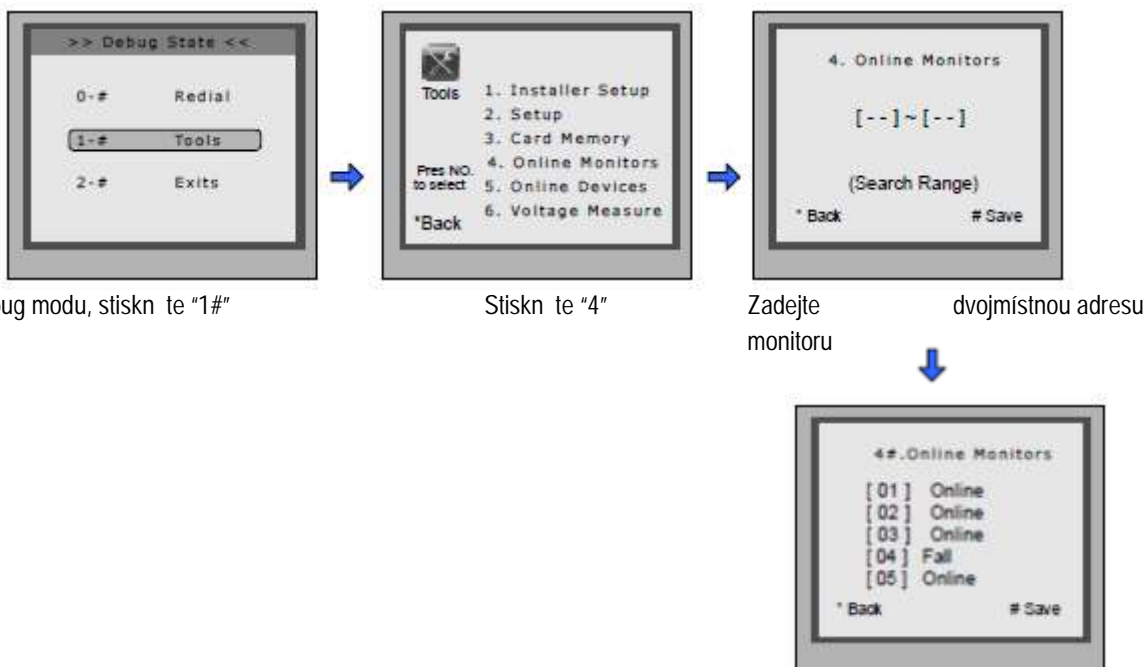 >> Debug State <<
0-# Redial
1-# Tools
2-# Exits
Tools
Pres NO.
to select
*Back
1. Installer Setup
2. Setup
3. Card Memory
4. Online Monitors
5. Online Devices
6. Voltage Measure
4. Online Monitors
[--]~[--]
(Search Range)
* Back # Save
ug modu, stiskn te "1#"
Stiskn te "4"
Zadejte dvojmístnou adresu
monitoru
4#.Online Monitors
[ 01 ] Online
[ 02 ] Online
[ 03 ] Online
[ 04 ] Fall
[ 05 ] Online
* Back # Save